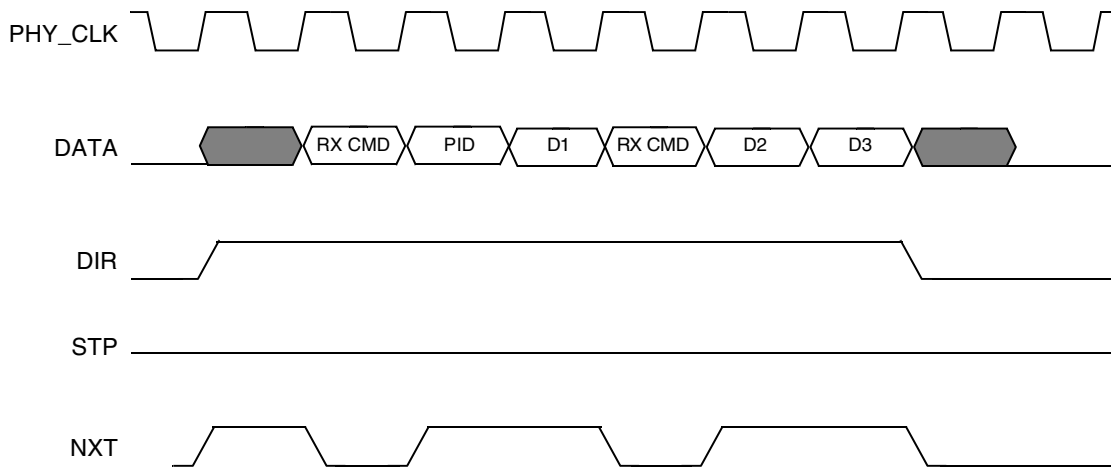 PHY_CLK
DATA
RX CMD PID D1 RX CMD D2 D3
DIR
STP
NXT